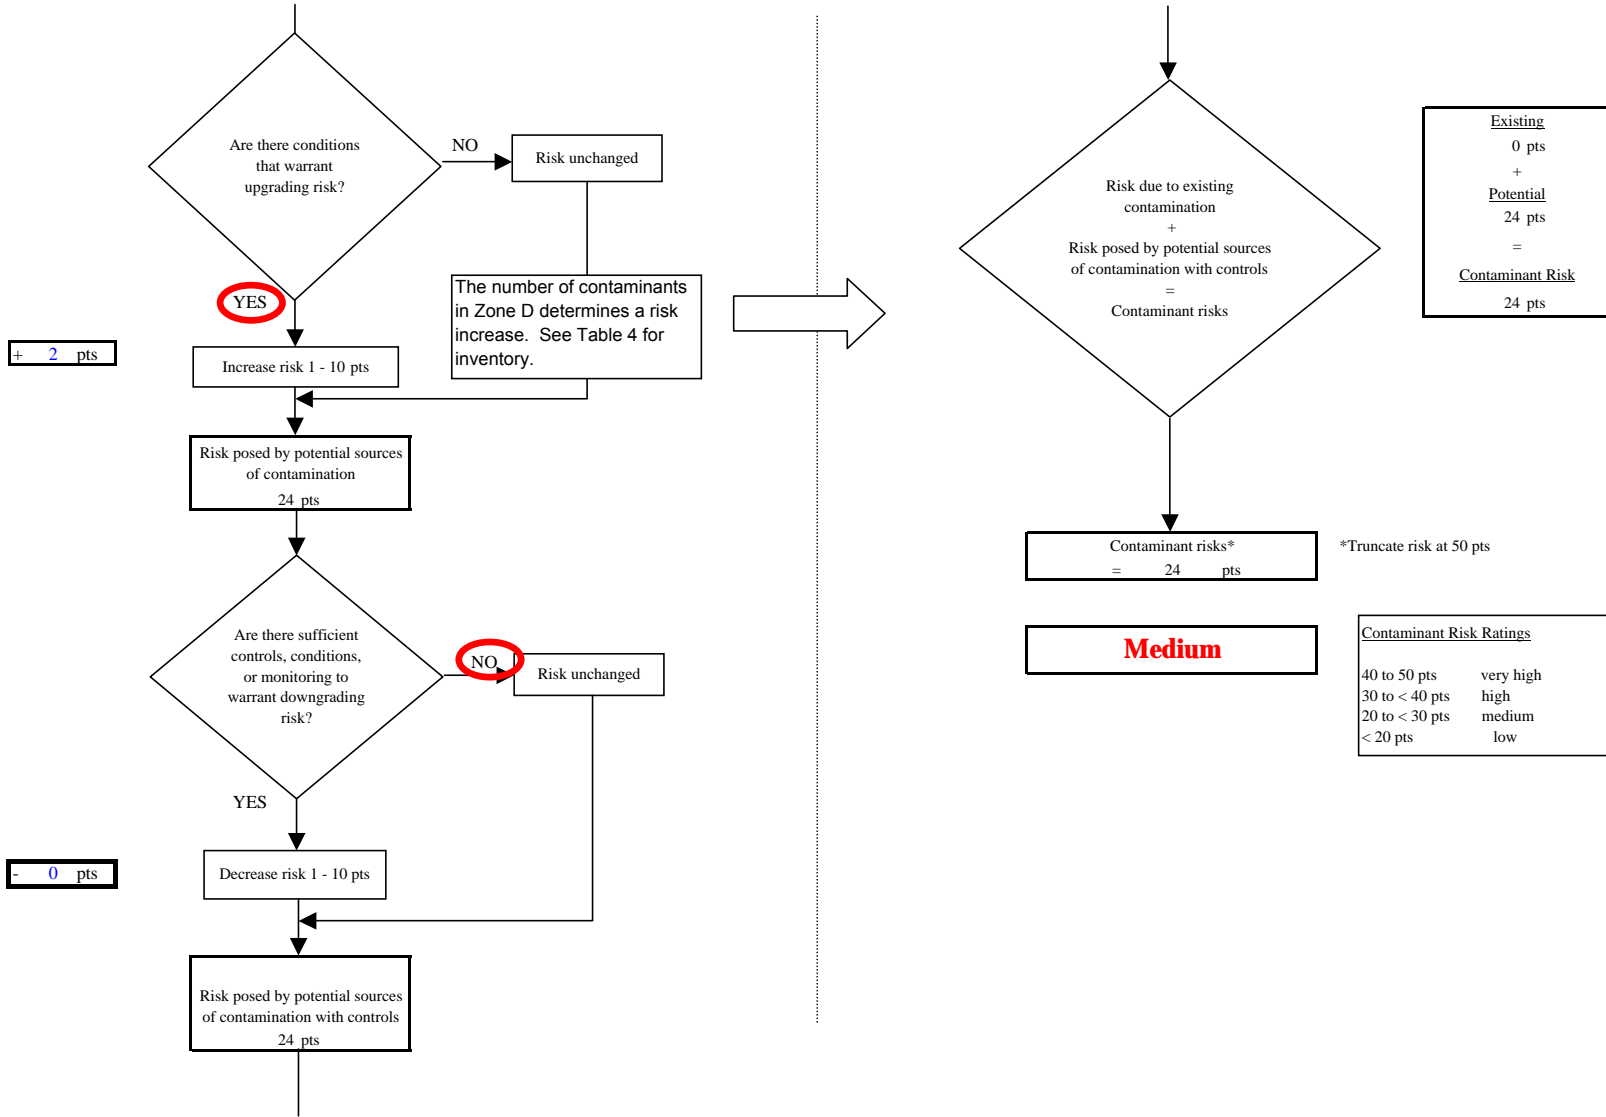 Are there conditions
that warrant
upgrading risk?
NO
Risk unchanged
YES
The number of contaminants
in Zone D determines a risk
increase.  See Table 4 for
inventory.
+ 2 pts
Increase risk 1 - 10 pts
Risk posed by potential sources
of contamination
24 pts
Are there sufficient
controls, conditions,
or monitoring to
warrant downgrading
risk?
NO
Risk unchanged
YES
- 0 pts
Decrease risk 1 - 10 pts
Risk posed by potential sources
of contamination with controls
24 pts
Risk due to existing
contamination
+
Risk posed by potential sources
of contamination with controls
=
Contaminant risks
Existing
0 pts
+
Potential
24 pts
=
Contaminant Risk
24 pts
Contaminant risks*
= 24 pts
*Truncate risk at 50 pts
Medium
Contaminant Risk Ratings
40 to 50 pts very high
30 to < 40 pts high
20 to < 30 pts medium
< 20 pts low